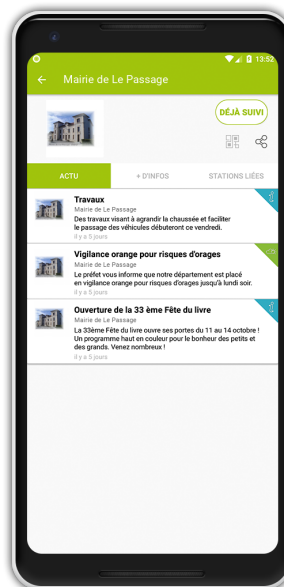 13:52
Mairie de Le Passage
DÉJÀ SUIVI
ACTU
+ D'INFOS
STATIONS LIÉES
Travaux
Mairie de Le Passage
Des travaux visant à agrandir la chaussée et faciliter
le passage des véhicules débuteront ce vendredi.
il y a 5 jours
Vigilance orange pour risques d'orages
Mairie de Le Passage
Le préfet vous informe que notre département est placé
en vigilance orange pour risques d'orages jusqu'à lundi soir.
il y a 5 jours
Ouverture de la 33 ème Fête du livre
Mairie de Le Passage
La 33ème Fête du livre ouvre ses portes du 11 au 14 octobre !
Un programme haut en couleur pour le bonheur des petits et
des grands. Venez nombreux !
il y a 5 jours